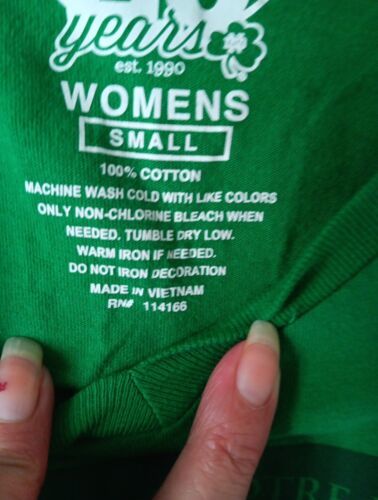 years
est. 1990
WOMENS
SMALL
100% COTTON
MACHINE WASH COLD WITH LIKE COLORS
ONLY NON-CHLORINE BLEACH WHEN
NEEDED. TUMBLE DRY LOW.
WARM IRON IF NEEDED.
DO NOT IRON DECORATION
MADE IN VIETNAM
RN# 114166